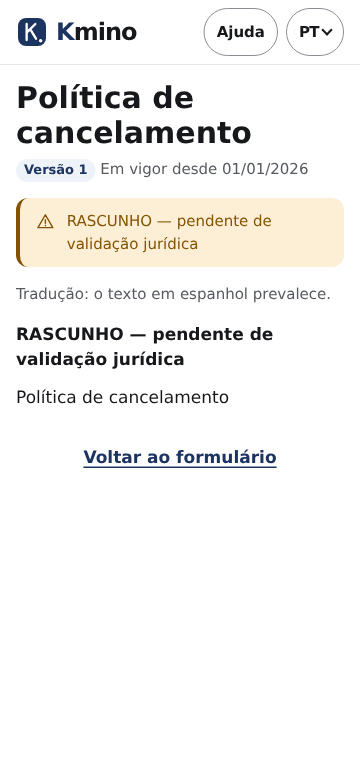 K. Kmino
Ajuda
PT
Política de
cancelamento
Versão 1 Em vigor desde 01/01/2026
RASCUNHO — pendente de
validação jurídica
Tradução: o texto em espanhol prevalece.
RASCUNHO — pendente de
validação jurídica
Política de cancelamento
Voltar ao formulário